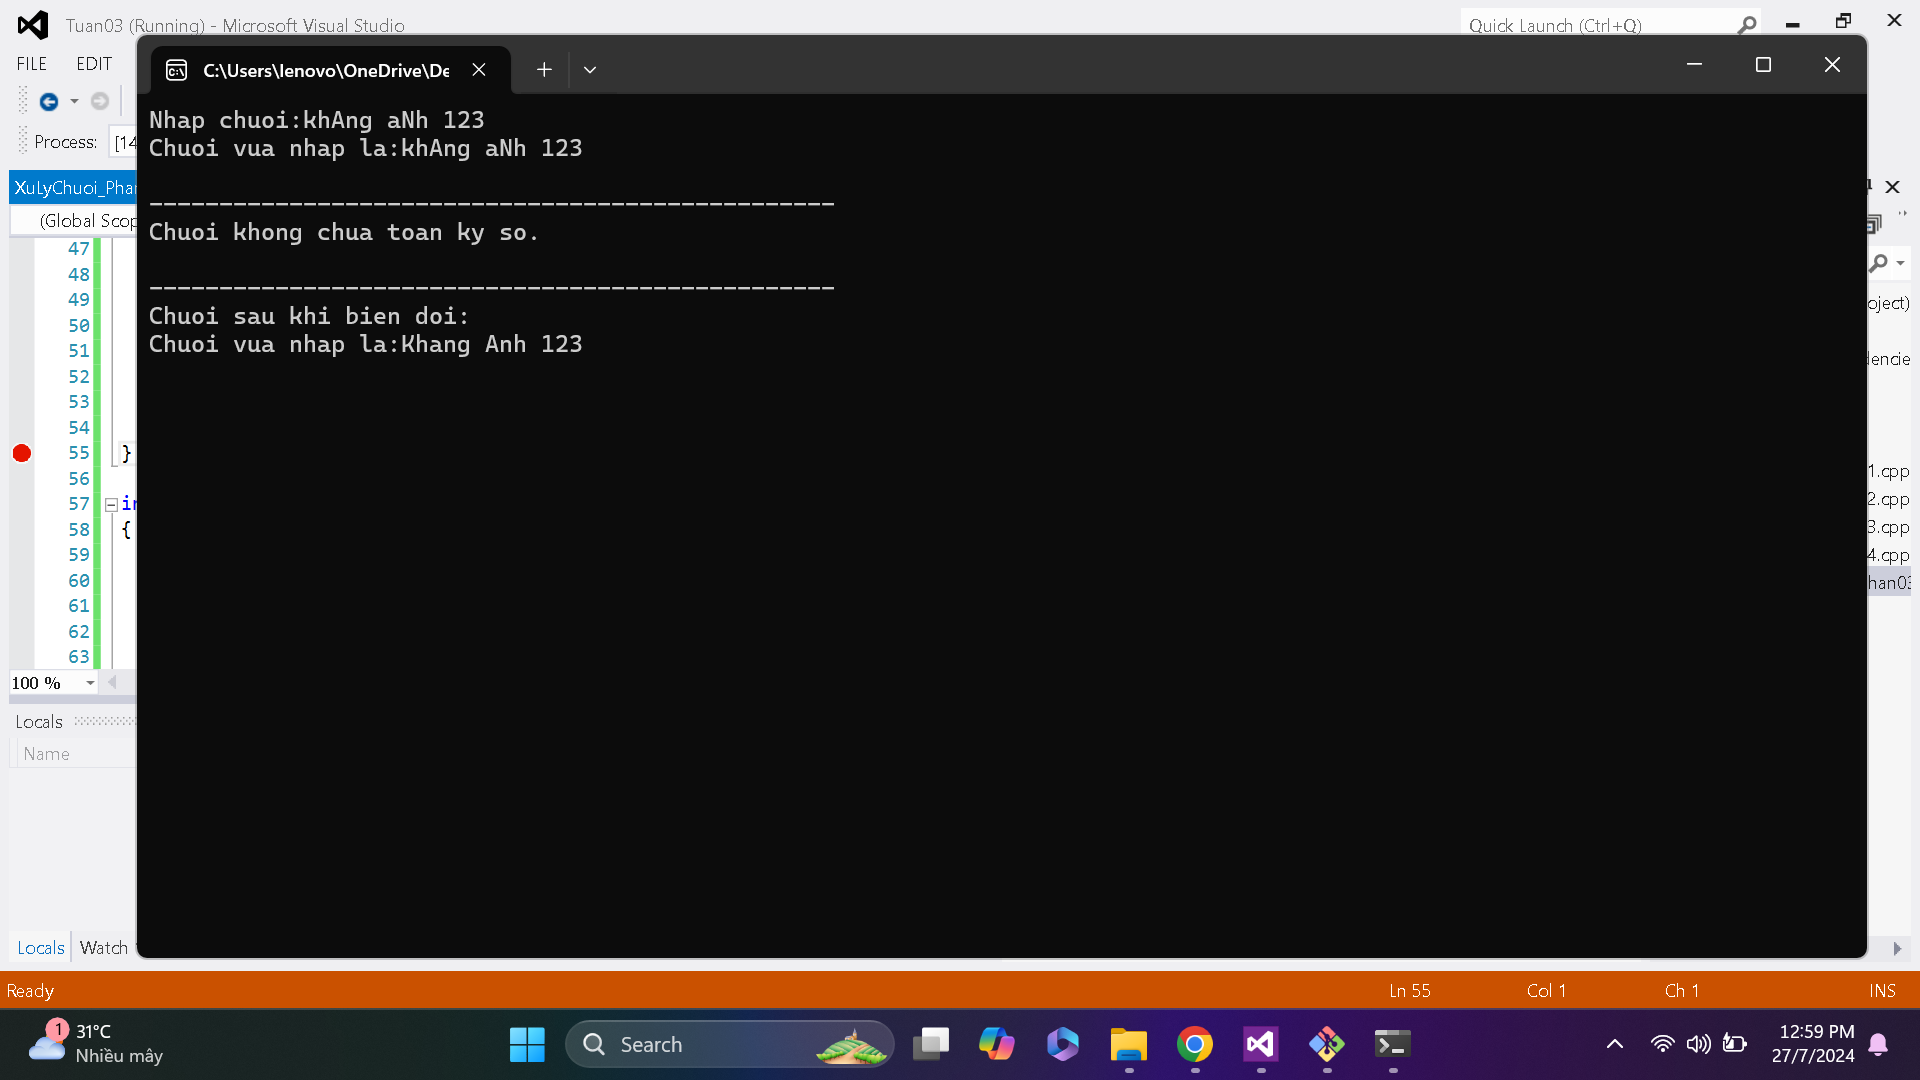 Tuan03 (Running) - Microsoft Visual Studio
Quick Launch (Ctrl+Q)
FILE EDIT
C:\Users\lenovo\OneDrive\De
Process: [14
XuLyChuoi_Phan
(Global Scop
Nhap chuoi:khAng aNh 123
Chuoi vua nhap la:khAng aNh 123
_________________________________________________
Chuoi khong chua toan ky so.
_________________________________________________
Chuoi sau khi bien doi:
Chuoi vua nhap la:Khang Anh 123
47
48
49
50
51
52
53
54
55 }
56
57 in
58 {
59
60
61
62
63
oject)
dencie
1.cpp
2.cpp
3.cpp
4.cpp
han03
100 %
Locals
Name
Locals Watch
Ready
Ln 55 Col 1 Ch 1 INS
1
31°C
Nhiều mây
Search
12:59 PM
27/7/2024